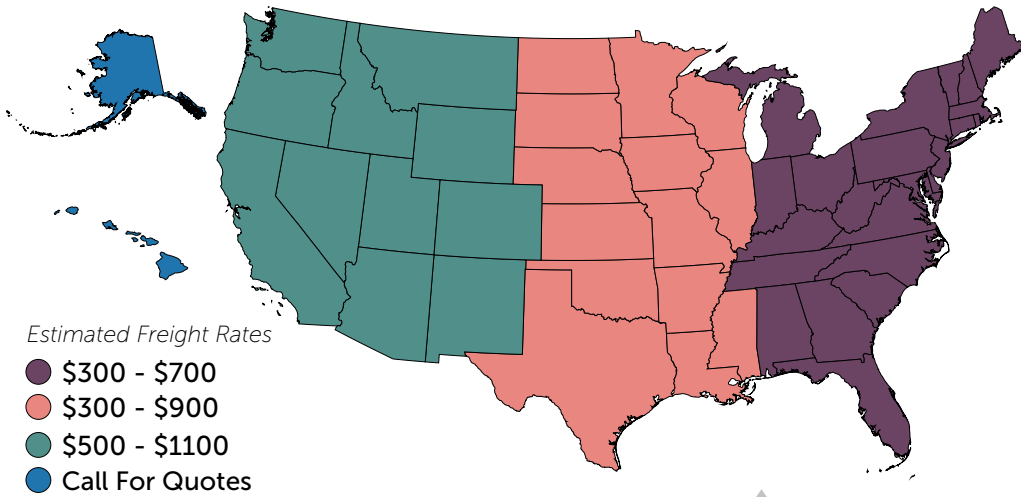 Estimated Freight Rates
$300 - $700
$300 - $900
$500 - $1100
Call For Quotes